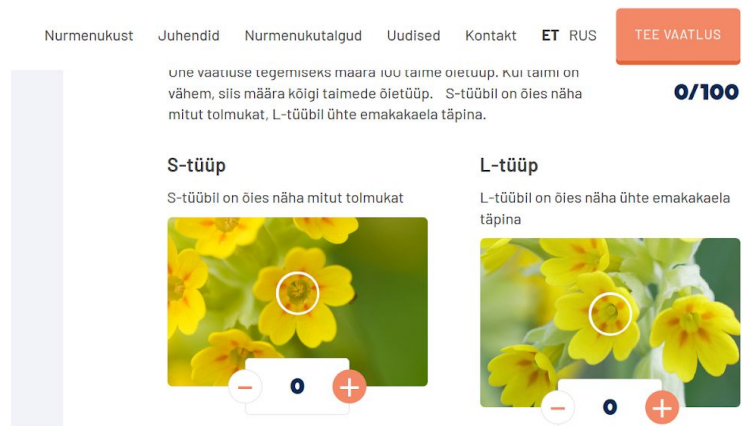 Nurmenukust Juhendid Nurmenukutalgud Uudised Kontakt ET RUS TEE VAATLUS
Ühe vaatluse tegemiseks määra 100 taime õietüüp. Kui taimi on
vähem, siis määra kõigi taimede õietüüp. S-tüübil on õies näha
mitut tolmukat, L-tüübil ühte emakakaela täpina.
0/100
S-tüüp
S-tüübil on õies näha mitut tolmukat
− 0 +
L-tüüp
L-tüübil on õies näha ühte emakakaela
täpina
− 0 +